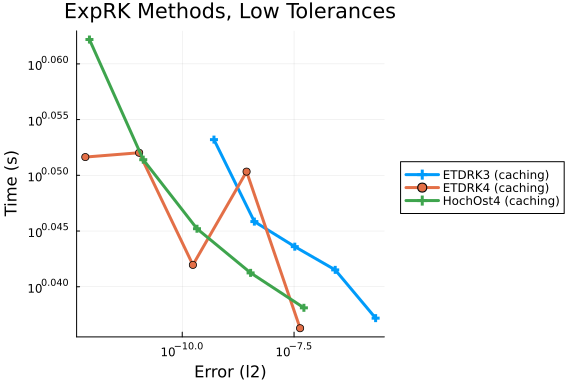 ExpRK Methods, Low Tolerances
Time (s)
10^0.060
10^0.055
10^0.050
10^0.045
10^0.040
10^-10.0
10^-7.5
Error (l2)
ETDRK3 (caching)
ETDRK4 (caching)
HochOst4 (caching)